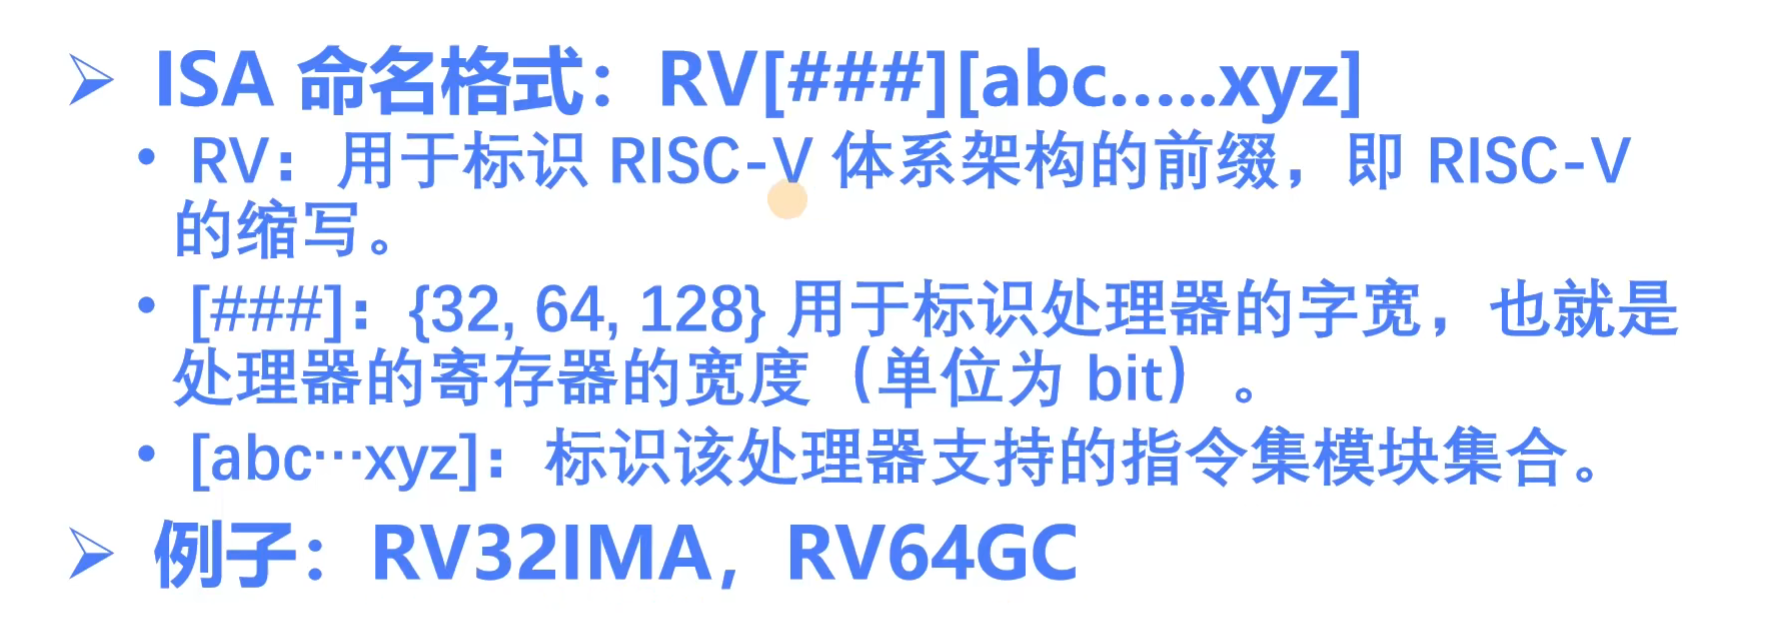 ISA 命名格式：RV[###][abc.....xyz]
RV：用于标识 RISC-V 体系架构的前缀，即 RISC-V
的缩写。
[###]：{32, 64, 128} 用于标识处理器的字宽，也就是
处理器的寄存器的宽度（单位为 bit）。
[abc…xyz]：标识该处理器支持的指令集模块集合。
例子：RV32IMA，RV64GC